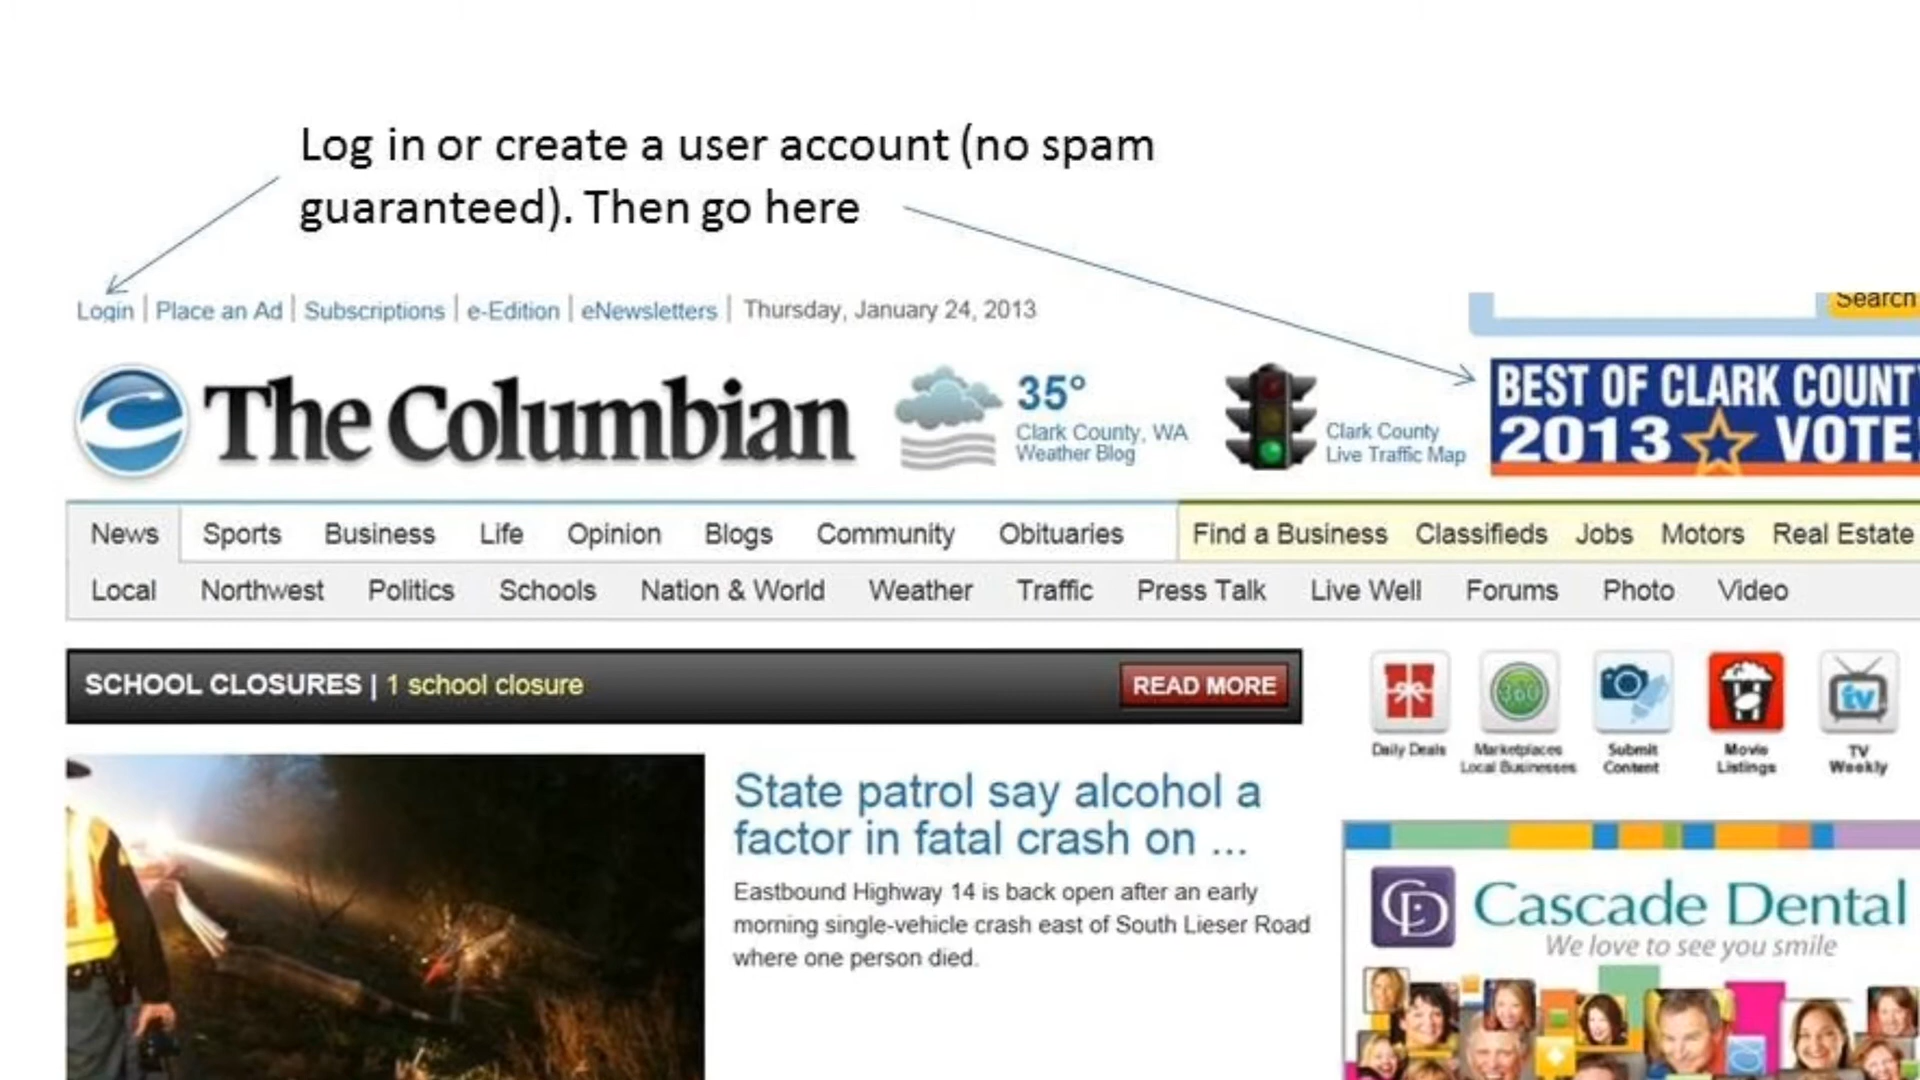 Log in or create a user account (no spam
guaranteed). Then go here
Login | Place an Ad | Subscriptions | e-Edition | eNewsletters | Thursday, January 24, 2013
Search
The Columbian
35°
Clark County, WA
Weather Blog
Clark County
Live Traffic Map
BEST OF CLARK COUNTY
2013 VOTE!
News Sports Business Life Opinion Blogs Community Obituaries Find a Business Classifieds Jobs Motors Real Estate
Local Northwest Politics Schools Nation & World Weather Traffic Press Talk Live Well Forums Photo Video
SCHOOL CLOSURES | 1 school closure READ MORE
360
tv
Daily Deals
Marketplaces
Local Businesses
Submit
Content
Movie
Listings
TV
Weekly
State patrol say alcohol a
factor in fatal crash on ...
Eastbound Highway 14 is back open after an early
morning single-vehicle crash east of South Lieser Road
where one person died.
CD
Cascade Dental
We love to see you smile